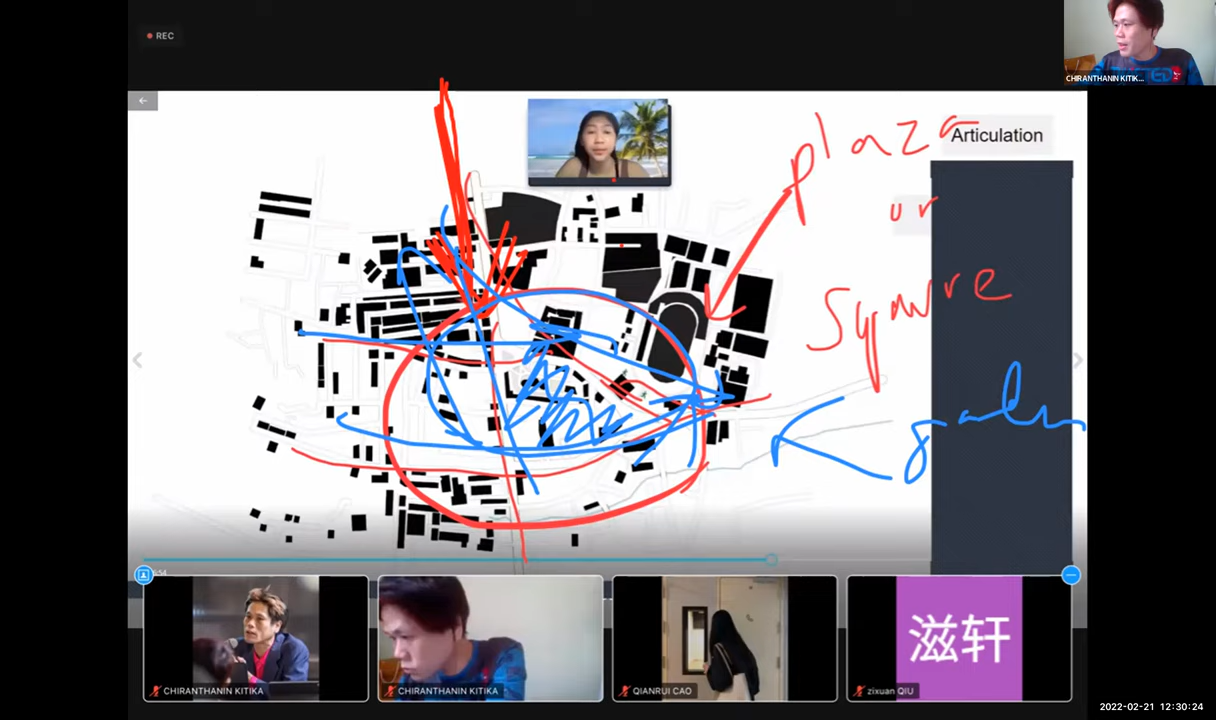 REC
CHIRANTHANIN KITIK...
plaza
Articulation
or
Square
CHIRANTHANIN KITIKA
CHIRANTHANIN KITIKA
QIANRUI CAO
滋轩
zixuan QIU
2022-02-21 12:30:24